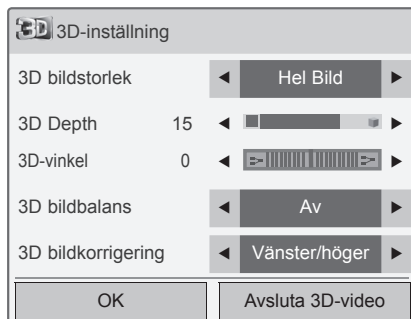 3D 3D-inställning
3D bildstorlek Hel Bild
3D Depth 15
3D-vinkel 0
3D bildbalans Av
3D bildkorrigering Vänster/höger
OK Avsluta 3D-video